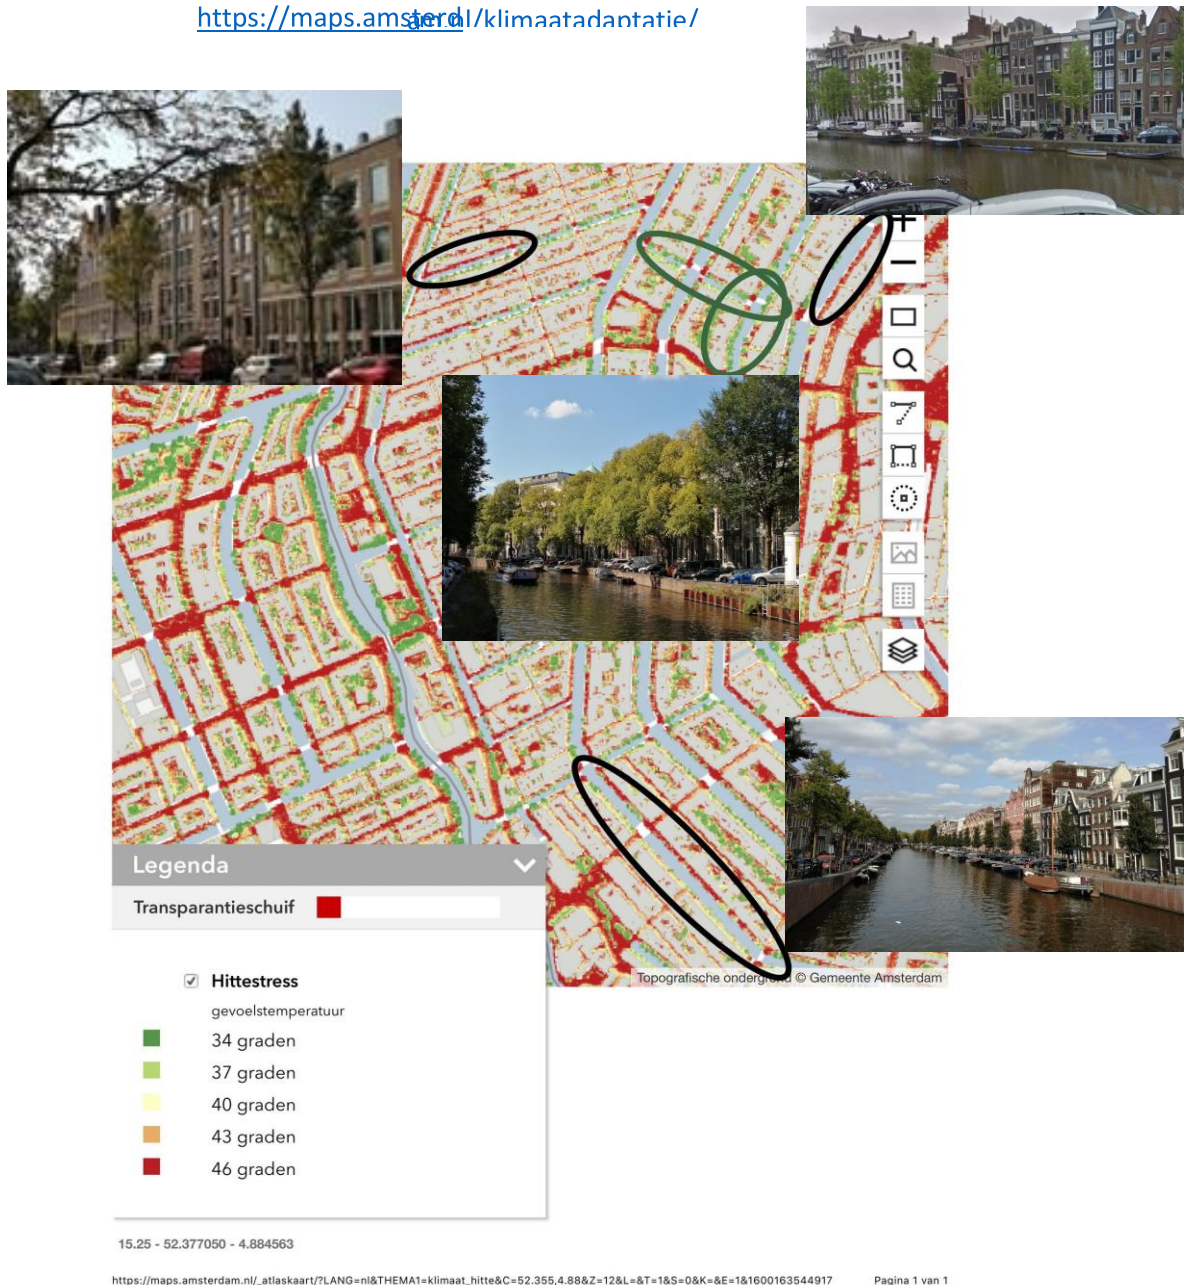 https://maps.amsterdam.nl/klimaatadaptatie/
Legenda
Transparantieschuif
Hittestress
gevoelstemperatuur
34 graden
37 graden
40 graden
43 graden
46 graden
Topografische ondergrond © Gemeente Amsterdam
15.25 - 52.377050 - 4.884563
https://maps.amsterdam.nl/_atlaskaart/?LANG=nl&THEMA1=klimaat_hitte&C=52.355,4.88&Z=12&L=&T=1&S=0&K=&E=1&1600163544917 Pagina 1 van 1